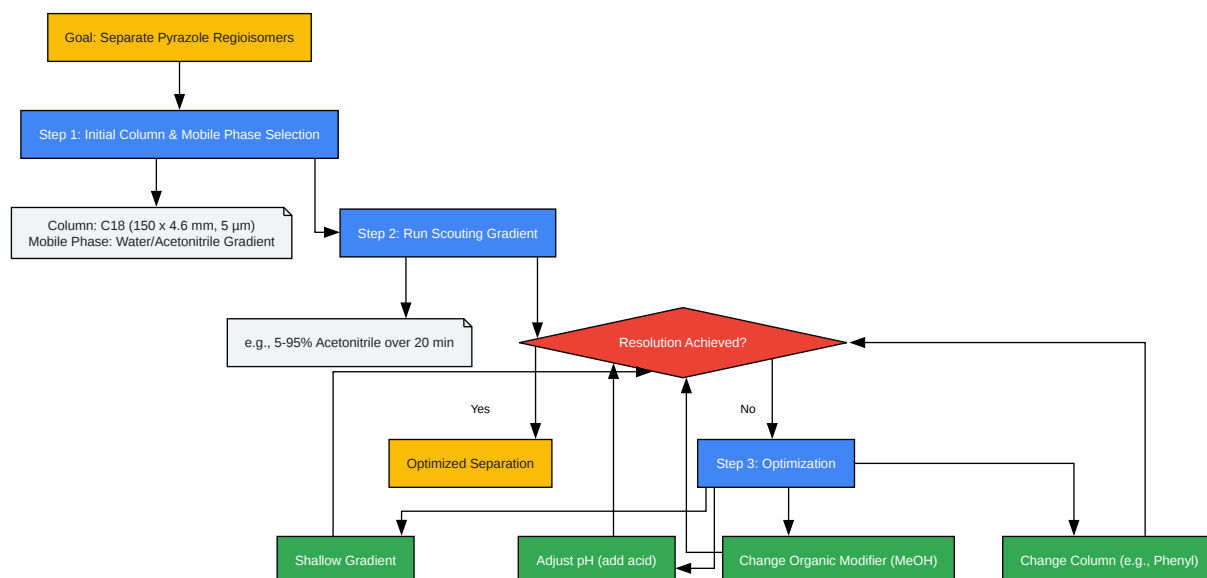 Goal: Separate Pyrazole Regioisomers
Step 1: Initial Column & Mobile Phase Selection
Column: C18 (150 x 4.6 mm, 5 µm)
Mobile Phase: Water/Acetonitrile Gradient
Step 2: Run Scouting Gradient
e.g., 5-95% Acetonitrile over 20 min
Resolution Achieved?
Yes
No
Optimized Separation
Step 3: Optimization
Shallow Gradient
Adjust pH (add acid)
Change Organic Modifier (MeOH)
Change Column (e.g., Phenyl)